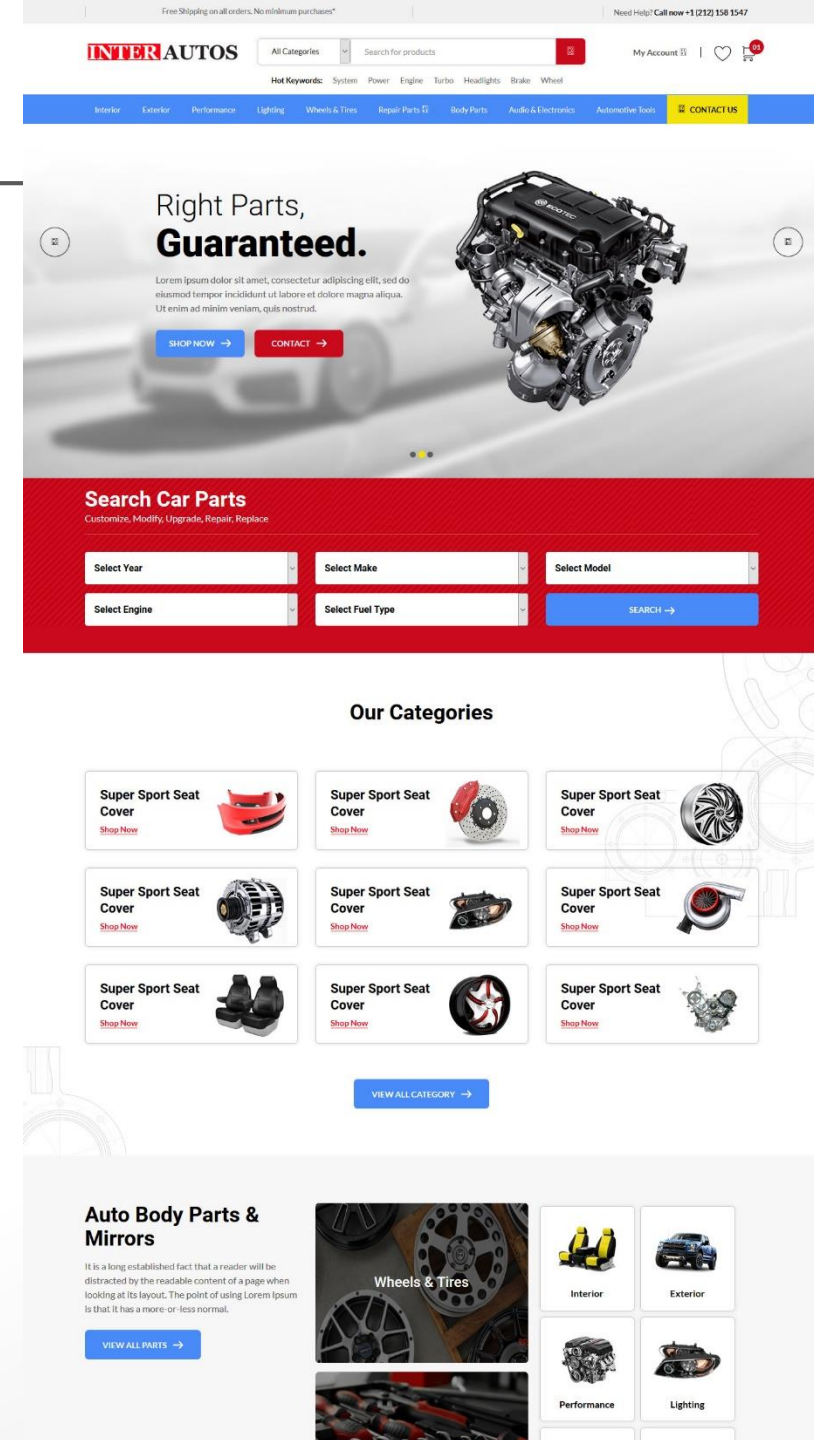 Free Shipping on all orders. No minimum purchases*
Need Help? Call now +1 (212) 158 1547
INTER AUTOS
All Categories
Search for products
My Account
01
Hot Keywords: System Power Engine Turbo Headlights Brake Wheel
Interior Exterior Performance Lighting Wheels & Tires Repair Parts Body Parts Audio & Electronics Automotive Tools CONTACT US
Right Parts,
Guaranteed.
Lorem ipsum dolor sit amet, consectetur adipiscing elit, sed do
eiusmod tempor incididunt ut labore et dolore magna aliqua.
Ut enim ad minim veniam, quis nostrud.
SHOP NOW →
CONTACT →
Search Car Parts
Customize, Modify, Upgrade, Repair, Replace
Select Year
Select Make
Select Model
Select Engine
Select Fuel Type
SEARCH →
Our Categories
Super Sport Seat
Cover
Shop Now
Super Sport Seat
Cover
Shop Now
Super Sport Seat
Cover
Shop Now
Super Sport Seat
Cover
Shop Now
Super Sport Seat
Cover
Shop Now
Super Sport Seat
Cover
Shop Now
Super Sport Seat
Cover
Shop Now
Super Sport Seat
Cover
Shop Now
Super Sport Seat
Cover
Shop Now
VIEW ALL CATEGORY →
Auto Body Parts &
Mirrors
It is a long established fact that a reader will be
distracted by the readable content of a page when
looking at its layout. The point of using Lorem Ipsum
is that it has a more-or-less normal.
VIEW ALL PARTS →
Wheels & Tires
Interior
Exterior
Performance
Lighting